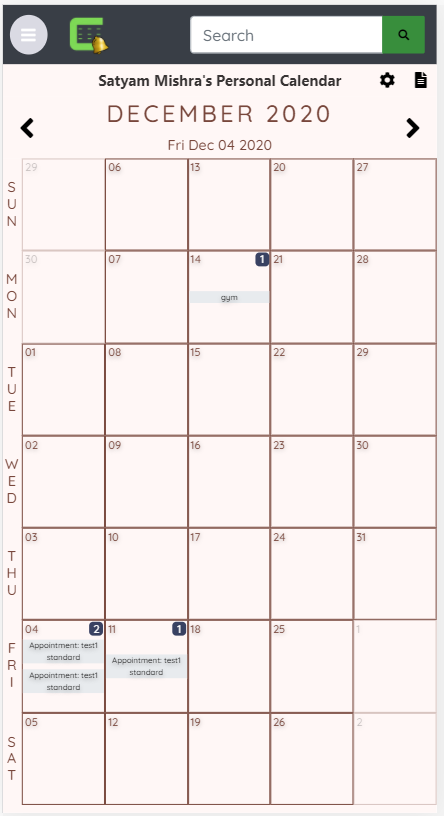 Search
Satyam Mishra's Personal Calendar
DECEMBER 2020
Fri Dec 04 2020
SUN
29
06
13
20
27
MON
30
07
14
1
21
28
gym
TUE
01
08
15
22
29
WED
02
09
16
23
30
THU
03
10
17
24
31
FRI
04
2
11
1
18
25
1
Appointment: test1
standard
Appointment: test1
standard
Appointment: test1
standard
SAT
05
12
19
26
2